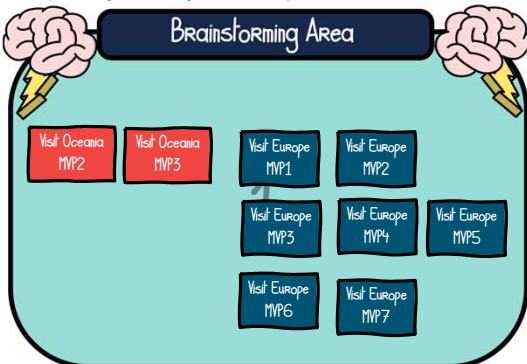 Brainstorming Area
Visit Oceania
MVP2
Visit Oceania
MVP3
Visit Europe
MVP1
Visit Europe
MVP2
Visit Europe
MVP3
Visit Europe
MVP4
Visit Europe
MVP5
Visit Europe
MVP6
Visit Europe
MVP7